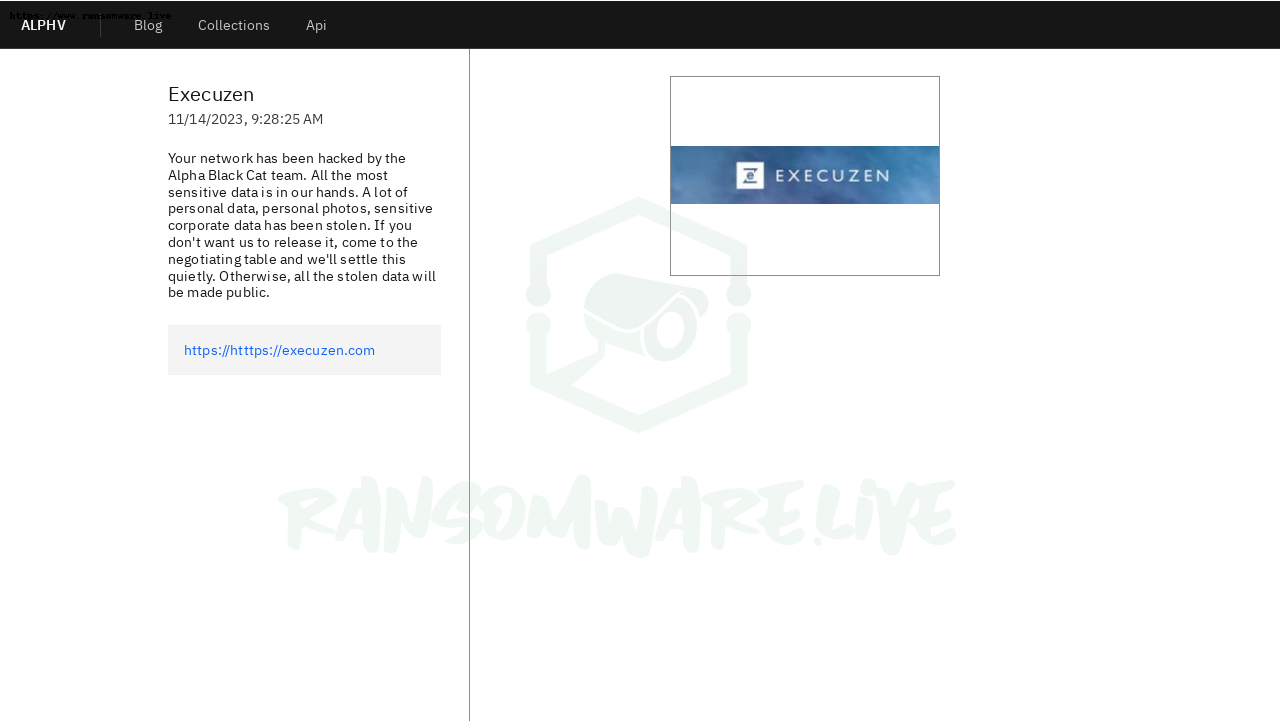 https://www.ransomware.live
ALPHV
Blog
Collections
Api
Execuzen
11/14/2023, 9:28:25 AM
Your network has been hacked by the
Alpha Black Cat team. All the most
sensitive data is in our hands. A lot of
personal data, personal photos, sensitive
corporate data has been stolen. If you
don't want us to release it, come to the
negotiating table and we'll settle this
quietly. Otherwise, all the stolen data will
be made public.
https://htttps://execuzen.com
EXECUZEN
RANSOMWARE.LIVE